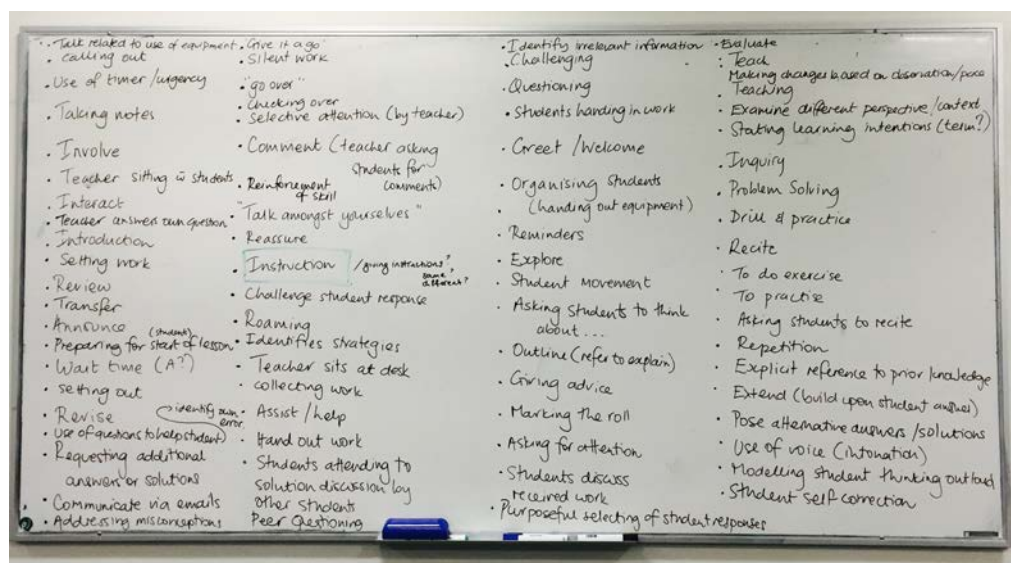 • Talk related to use of equipment
• calling out
• Use of timer /urgency
• Taking notes
• Involve
• Teacher sitting w̄ students
• Interact
• Teacher answers own question
• Introduction
• Setting work
• Review
• Transfer
• Announce
(student)
• Preparing for start of lesson
• Wait time (A?)
• setting out
• Revise
identify own error
• Use of questions to help student)
• Requesting additional
answers or solutions
• Communicate via emails
• Addressing misconceptions
• "Give it a go"
• Silent work
• "go over"
• Checking over
• Selective attention (by teacher)
• Comment (teacher asking
students for
comments)
• Reinforcement
of skill
"Talk amongst yourselves"
• Reassure
• Instruction /giving instructions?
same,
different?
• Challenge student response
• Roaming
• Identifies strategies
• Teacher sits at desk
• collecting work
• Assist /help
• Hand out work
• Students attending to
solution discussion by
other students
Peer Questioning
• Identify irrelevant information
• Challenging
• Questioning
• Students handing in work
• Greet /Welcome
• Organising students
(handing out equipment)
• Reminders
• Explore
• Student movement
• Asking students to think
about...
• Outline (refer to explain)
• Giving advice
• Marking the roll
• Asking for attention
• Students discuss
received work
• Purposeful selecting of student responses
• Evaluate
• Teach
Making changes based on observation/pace
• Teaching
• Examine different perspective /context
• Stating learning intentions (term?)
• Inquiry
• Problem Solving
• Drill & practice
• Recite
• To do exercise
• To practise
• Asking students to recite
• Repetition
• Explicit reference to prior knowledge
• Extend (build upon student answer)
• Pose alternative answers /solutions
• Use of voice (intonation)
• Modelling student thinking outloud
• Student self correction